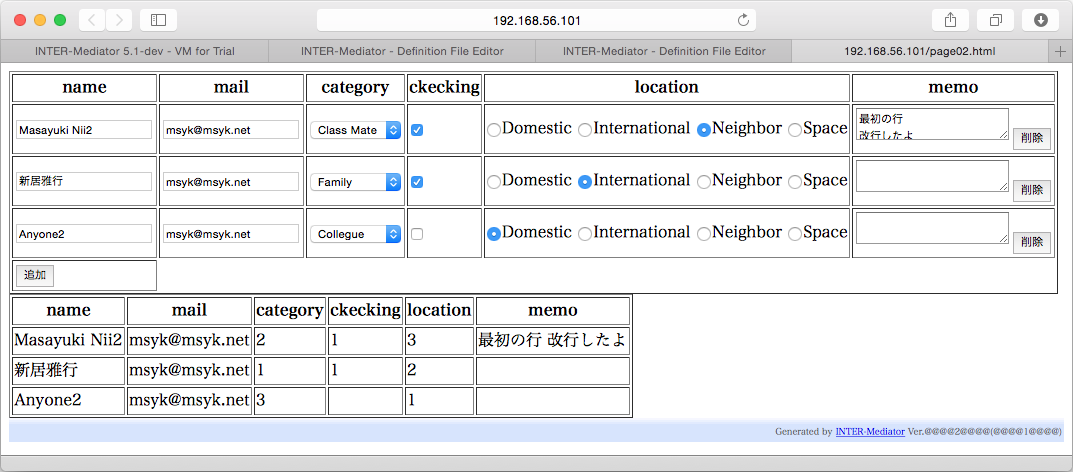 192.168.56.101
INTER-Mediator 5.1-dev - VM for Trial INTER-Mediator - Definition File Editor INTER-Mediator - Definition File Editor 192.168.56.101/page02.html
name mail category ckecking location memo
Masayuki Nii2 msyk@msyk.net Class Mate Domestic International Neighbor Space 最初の行
改行したよ 削除
新居雅行 msyk@msyk.net Family Domestic International Neighbor Space 削除
Anyone2 msyk@msyk.net Collegue Domestic International Neighbor Space 削除
追加
name mail category ckecking location memo
Masayuki Nii2 msyk@msyk.net 2 1 3 最初の行 改行したよ
新居雅行 msyk@msyk.net 1 1 2
Anyone2 msyk@msyk.net 3 1
Generated by INTER-Mediator Ver.@@@@2@@@@(@@@@1@@@@)